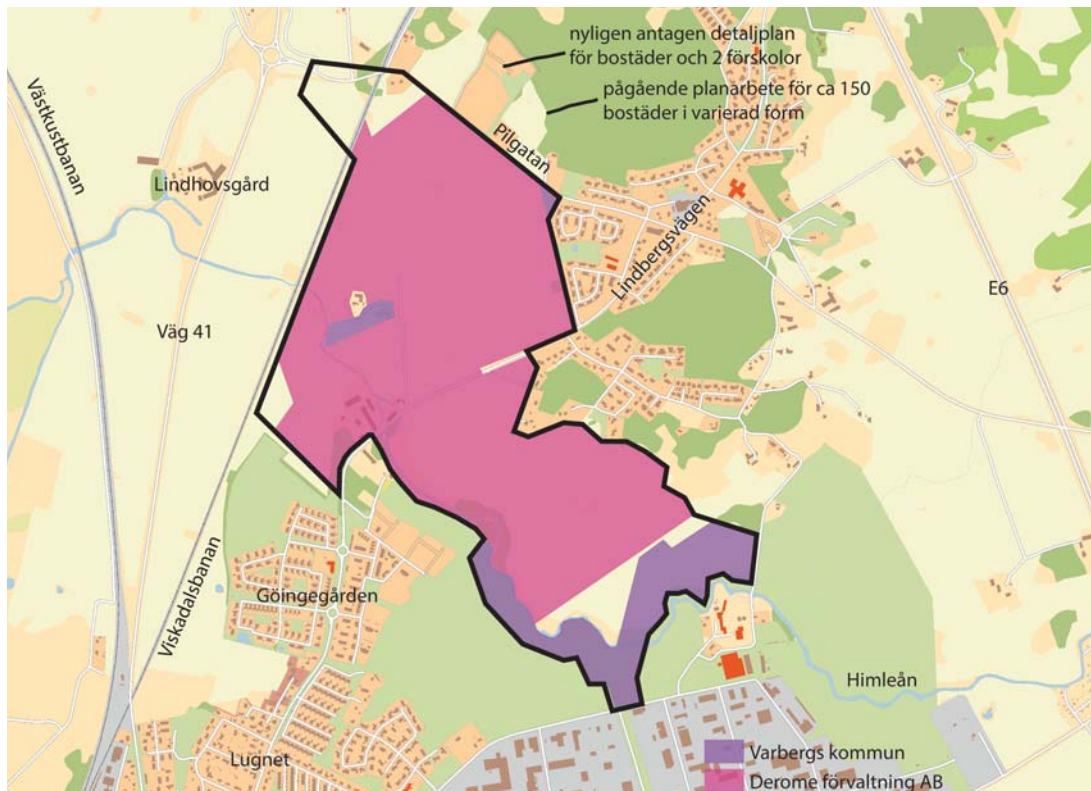 nyligen antagen detaljplan
för bostäder och 2 förskolor
pågående planarbete för ca 150
bostäder i varierad form
Västkustbanan
Pilgatan
Lindhovsgård
Lindbergsvägen
E6
Väg 41
Viskadalsbanan
Göingegården
Himleån
Lugnet
Varbergs kommun
Derome förvaltning AB